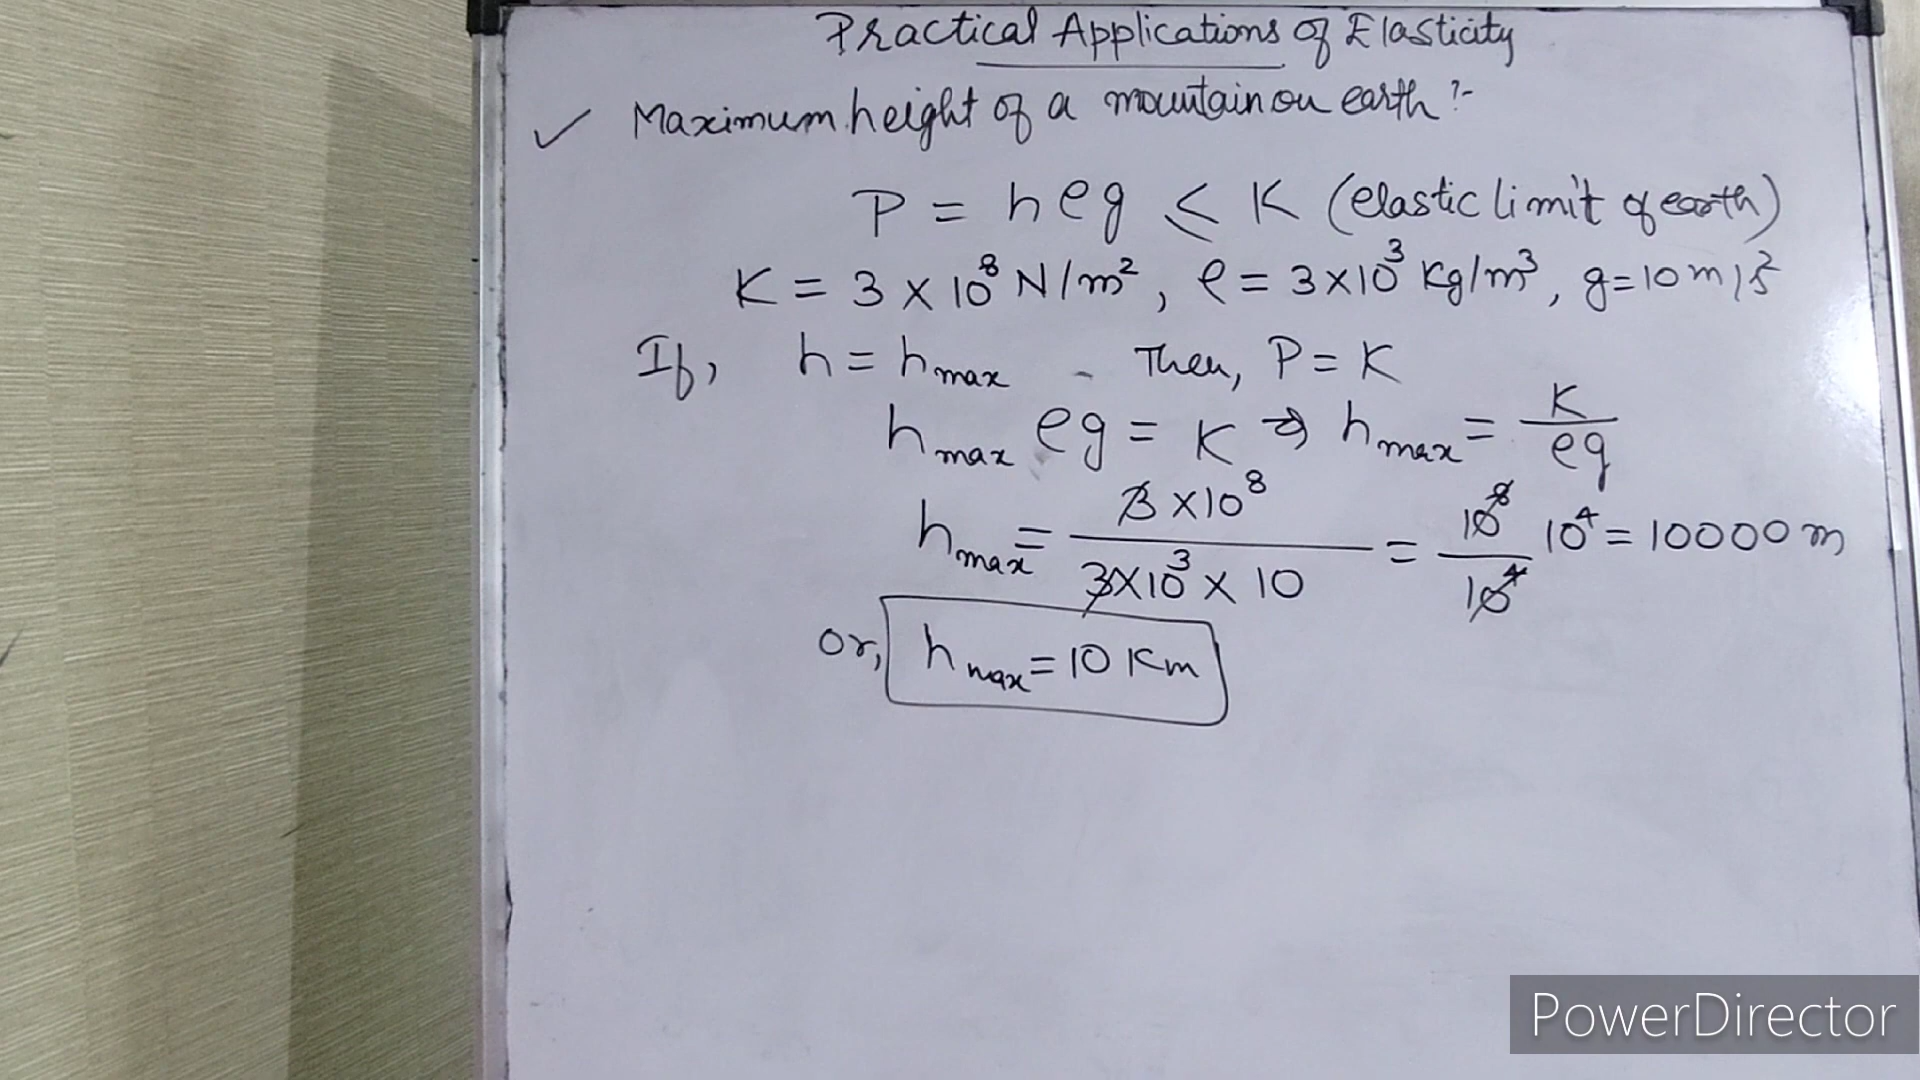 Practical Applications of Elasticity
✓ Maximum height of a mountain on earth :-
P = hρg < K (elastic limit of earth)
K = 3 × 10⁸ N/m², ρ = 3×10³ Kg/m³, g=10 m/s²
If, h = hmax - Then, P = K
hmax ρg = K ⇒ hmax = K/ρg
hmax = 3×10⁸/3×10³×10 = 10⁸/10⁴ 10⁴ = 10000 m
or, hmax = 10 Km
PowerDirector